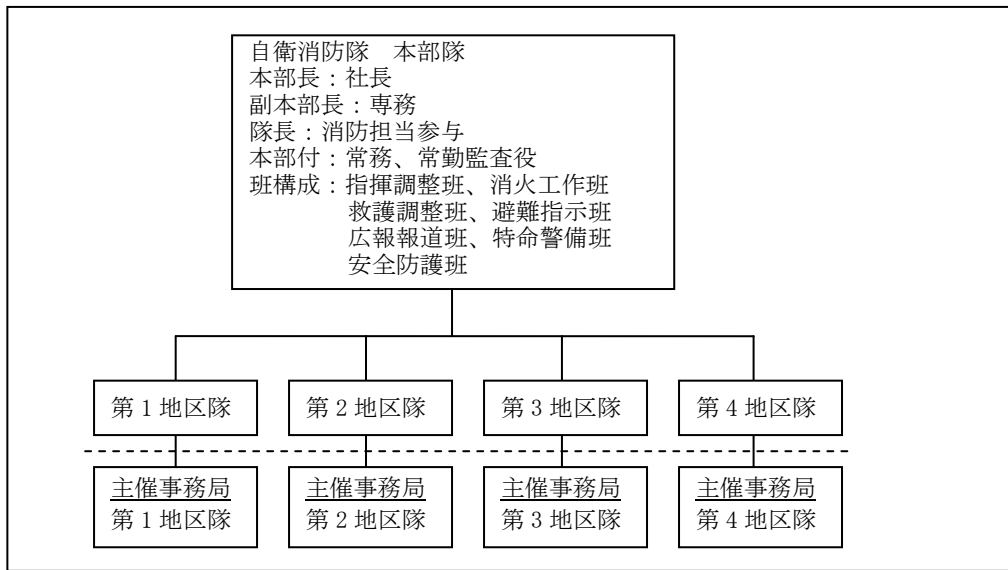 自衛消防隊　本部隊
本部長：社長
副本部長：専務
隊長：消防担当参与
本部付：常務、常勤監査役
班構成：指揮調整班、消火工作班
救護調整班、避難指示班
広報報道班、特命警備班
安全防護班
第１地区隊
第２地区隊
第３地区隊
第４地区隊
主催事務局
第１地区隊
主催事務局
第２地区隊
主催事務局
第３地区隊
主催事務局
第４地区隊